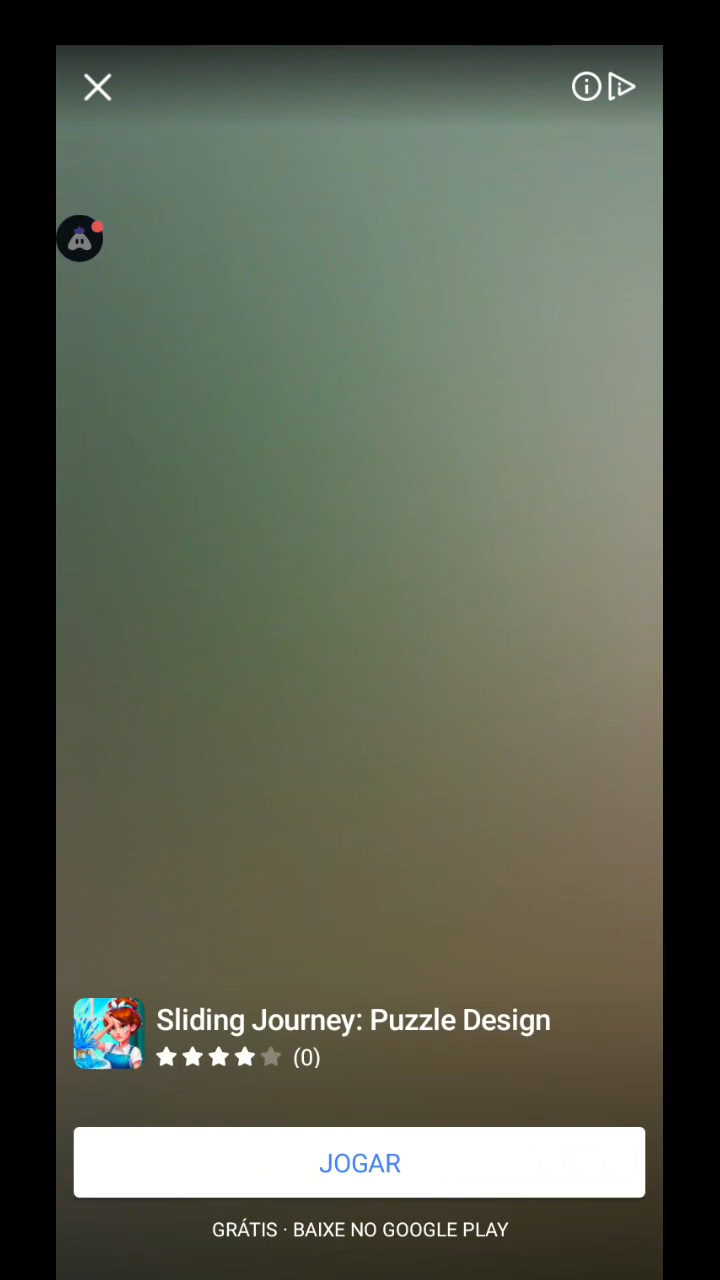 Sliding Journey: Puzzle Design
(0)
JOGAR
GRÁTIS · BAIXE NO GOOGLE PLAY